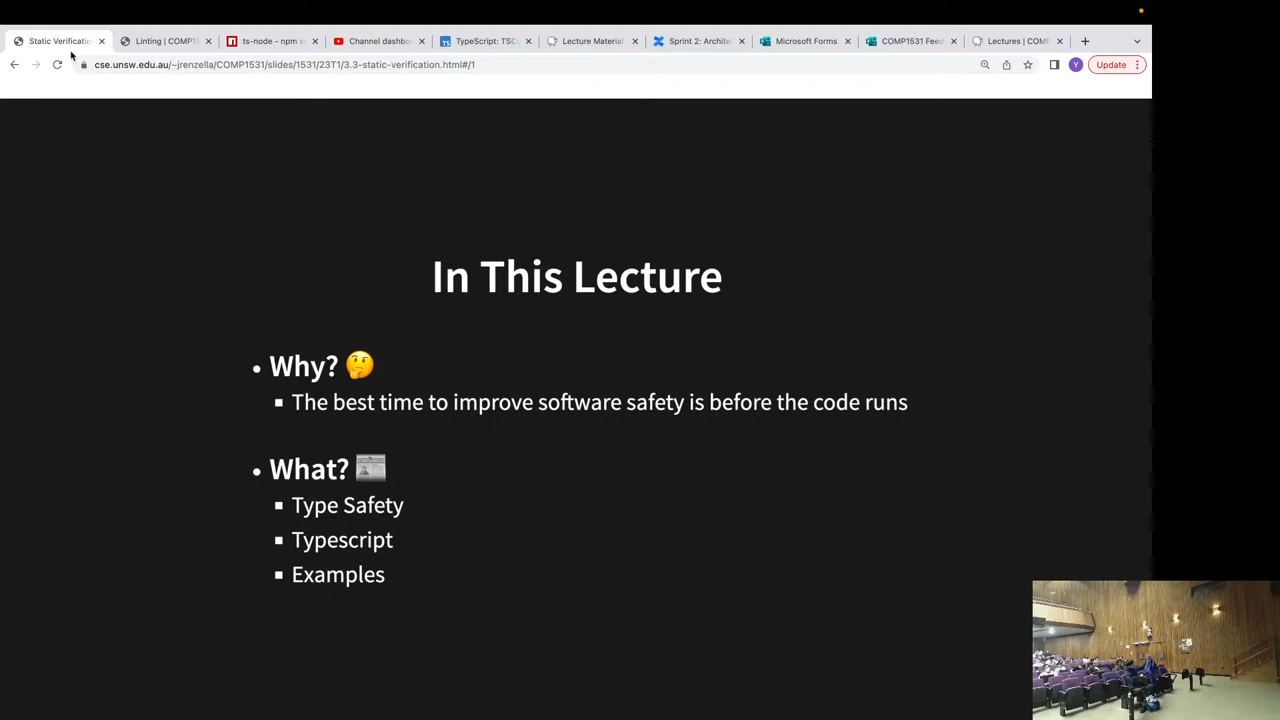 Static Verificatio
Linting | COMP1
ts-node - npm s
Channel dashbo
TypeScript: TSC
Lecture Material
Sprint 2: Archite
Microsoft Forms
COMP1531 Feed
Lectures | COMP
cse.unsw.edu.au/~jrenzella/COMP1531/slides/1531/23T1/3.3-static-verification.html#/1
Y
Update
In This Lecture
• Why? 🤔
▪ The best time to improve software safety is before the code runs
• What? 📰
▪ Type Safety
▪ Typescript
▪ Examples